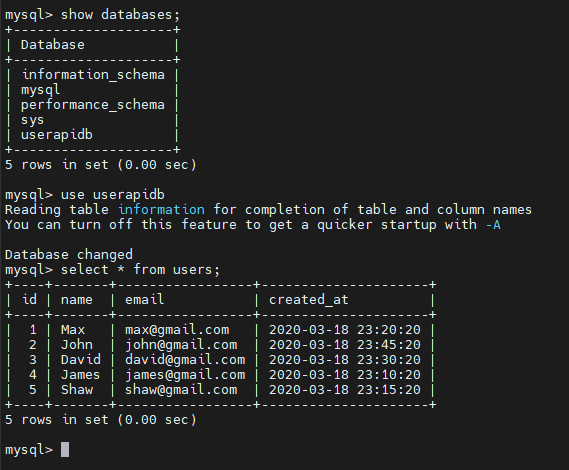 mysql> show databases;
+--------------------+
| Database           |
+--------------------+
| information_schema |
| mysql              |
| performance_schema |
| sys                |
| userapidb          |
+--------------------+
5 rows in set (0.00 sec)

mysql> use userapidb
Reading table information for completion of table and column names
You can turn off this feature to get a quicker startup with -A

Database changed
mysql> select * from users;
+----+-------+-----------------+---------------------+
| id | name  | email           | created_at          |
+----+-------+-----------------+---------------------+
|  1 | Max   | max@gmail.com   | 2020-03-18 23:20:20 |
|  2 | John  | john@gmail.com  | 2020-03-18 23:45:20 |
|  3 | David | david@gmail.com | 2020-03-18 23:30:20 |
|  4 | James | james@gmail.com | 2020-03-18 23:10:20 |
|  5 | Shaw  | shaw@gmail.com  | 2020-03-18 23:15:20 |
+----+-------+-----------------+---------------------+
5 rows in set (0.00 sec)

mysql>